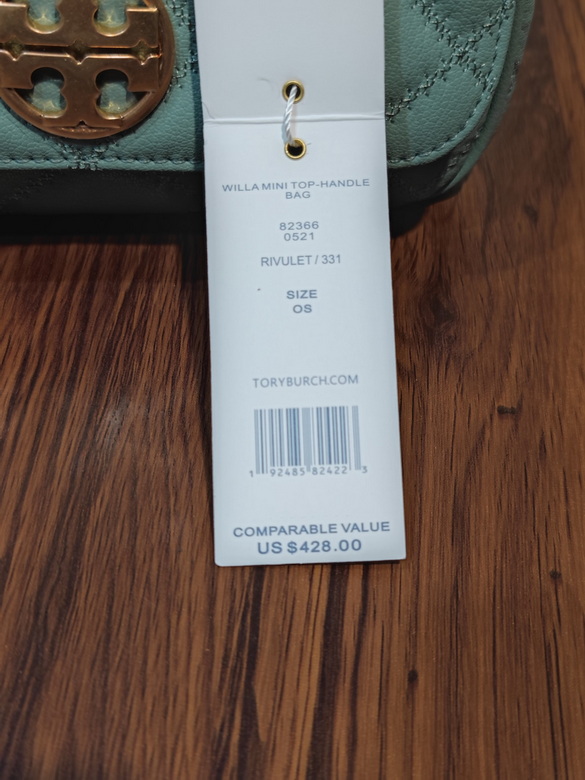 WILLA MINI TOP-HANDLE
BAG
82366
0521
RIVULET / 331
SIZE
OS
TORYBURCH.COM
1 92485 82422 3
COMPARABLE VALUE
US $428.00